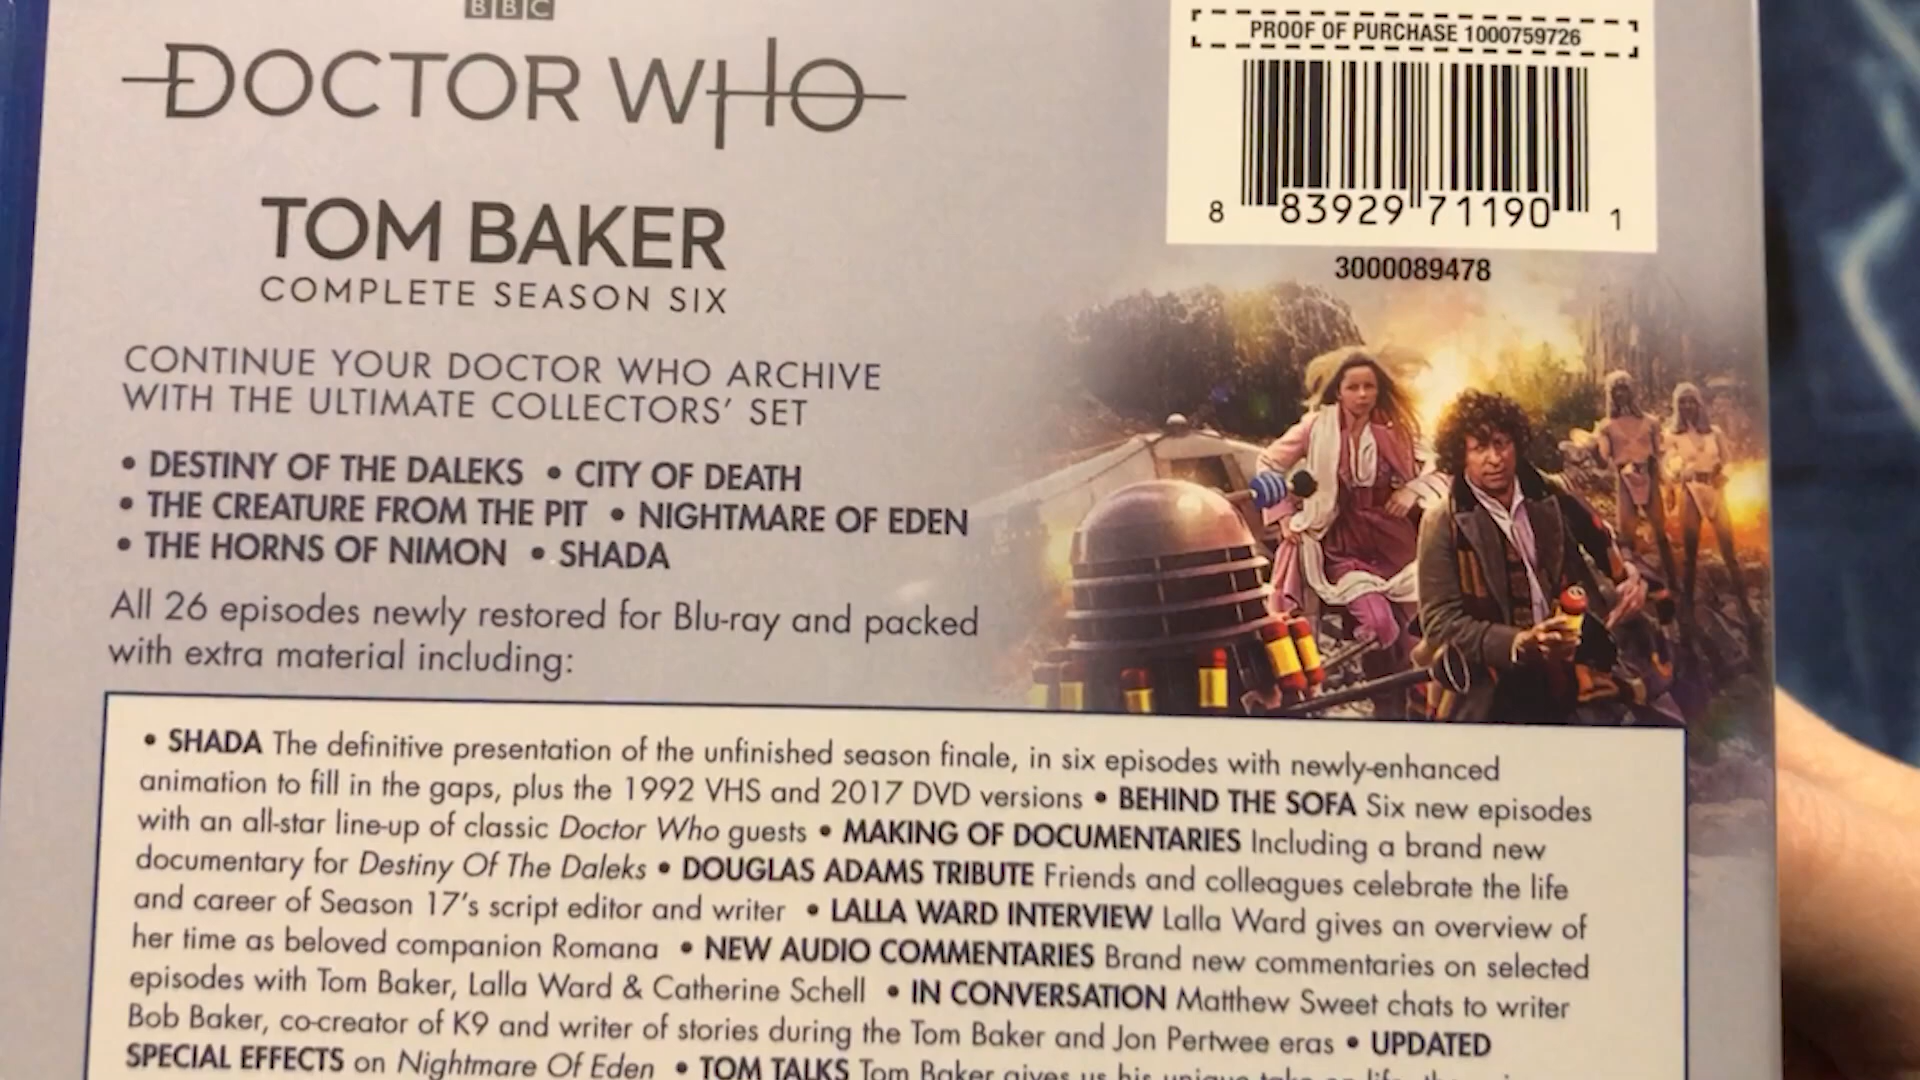 BBC
DOCTOR WHO
TOM BAKER
COMPLETE SEASON SIX
CONTINUE YOUR DOCTOR WHO ARCHIVE
WITH THE ULTIMATE COLLECTORS' SET
• DESTINY OF THE DALEKS • CITY OF DEATH
• THE CREATURE FROM THE PIT • NIGHTMARE OF EDEN
• THE HORNS OF NIMON • SHADA
All 26 episodes newly restored for Blu-ray and packed
with extra material including:
PROOF OF PURCHASE 1000759726
8 83929 71190 1
3000089478
• SHADA The definitive presentation of the unfinished season finale, in six episodes with newly-enhanced
animation to fill in the gaps, plus the 1992 VHS and 2017 DVD versions • BEHIND THE SOFA Six new episodes
with an all-star line-up of classic Doctor Who guests • MAKING OF DOCUMENTARIES Including a brand new
documentary for Destiny Of The Daleks • DOUGLAS ADAMS TRIBUTE Friends and colleagues celebrate the life
and career of Season 17's script editor and writer • LALLA WARD INTERVIEW Lalla Ward gives an overview of
her time as beloved companion Romana • NEW AUDIO COMMENTARIES Brand new commentaries on selected
episodes with Tom Baker, Lalla Ward & Catherine Schell • IN CONVERSATION Matthew Sweet chats to writer
Bob Baker, co-creator of K9 and writer of stories during the Tom Baker and Jon Pertwee eras • UPDATED
SPECIAL EFFECTS on Nightmare Of Eden • TOM TALKS Tom Baker gives us his unique take on life,